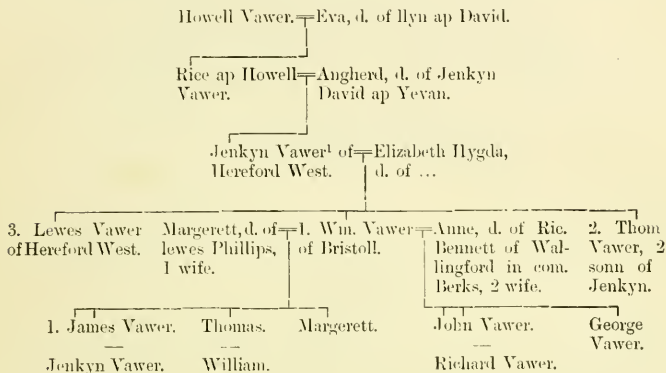 Howell Vawer. Eva, d. of llyn ap David.
Rice ap Howell Angherd, d. of Jenkyn
Vawer. David ap Yevan.
Jenkyn Vawer¹ of Elizabeth Hygda,
Hereford West. d. of ...
3. Lewes Vawer Margerett, d. of 1. Wm. Vawer Anne, d. of Ric. 2. Thom
of Hereford West. lewes Phillips, of Bristoll. Bennett of Wal- Vawer, 2
1 wife. lingford in com. sonn of
Berks, 2 wife. Jenkyn.
1. James Vawer. Thomas. Margerett. John Vawer. George
Vawer.
Jenkyn Vawer. William. Richard Vawer.